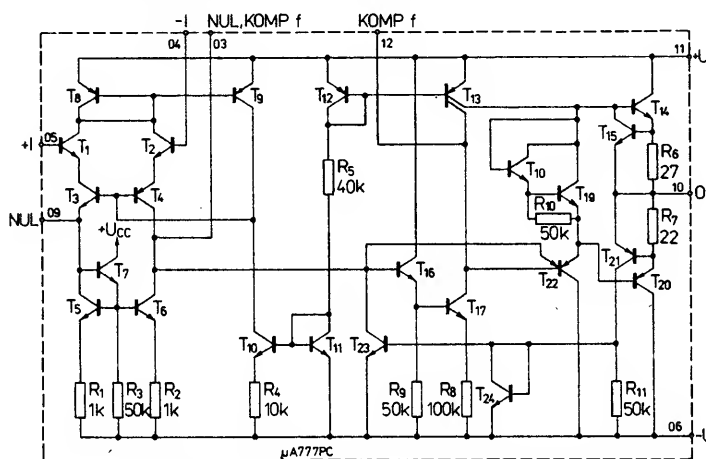 -I NUL,KOMP f KOMP f
04 03 12
11 +U
T8 T9 T12 T13 T14
05 T15
+I T1 T2
R5 40k
T10
R6 27
10 O
T3 T4
T19
R10 50k
R7 22
NUL 09
+UCC
T7
T16
T22
T21
T20
T5 T6
T17
T10 T11 T23
T24
R1 1k
R3 50k
R2 1k
R4 10k
R9 50k
R8 100k
R11 50k
06 -U
µA777PC